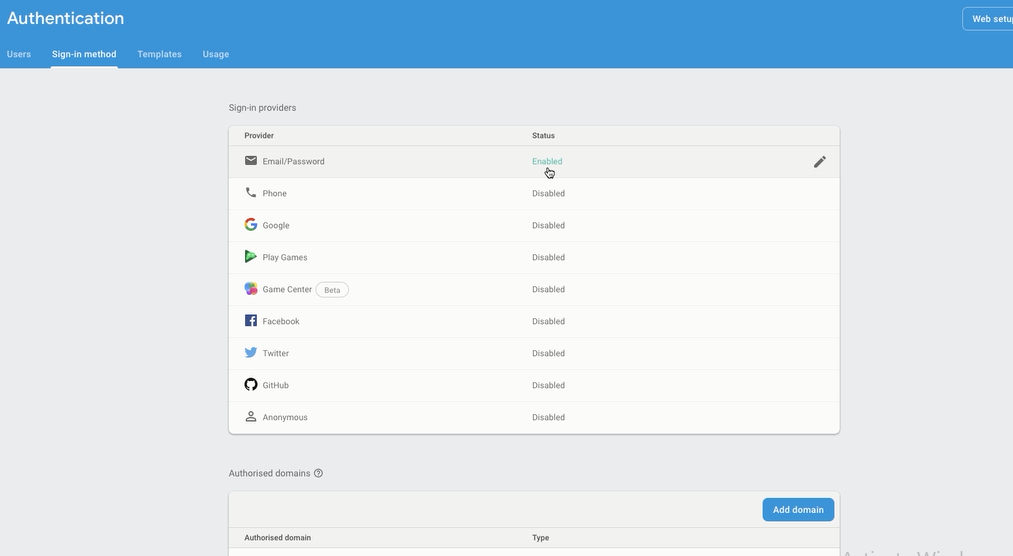 Authentication
Web setup
Users Sign-in method Templates Usage
Sign-in providers
Provider Status
Email/Password Enabled
Phone Disabled
Google Disabled
Play Games Disabled
Game Center Beta Disabled
Facebook Disabled
Twitter Disabled
GitHub Disabled
Anonymous Disabled
Authorised domains
Add domain
Authorised domain Type